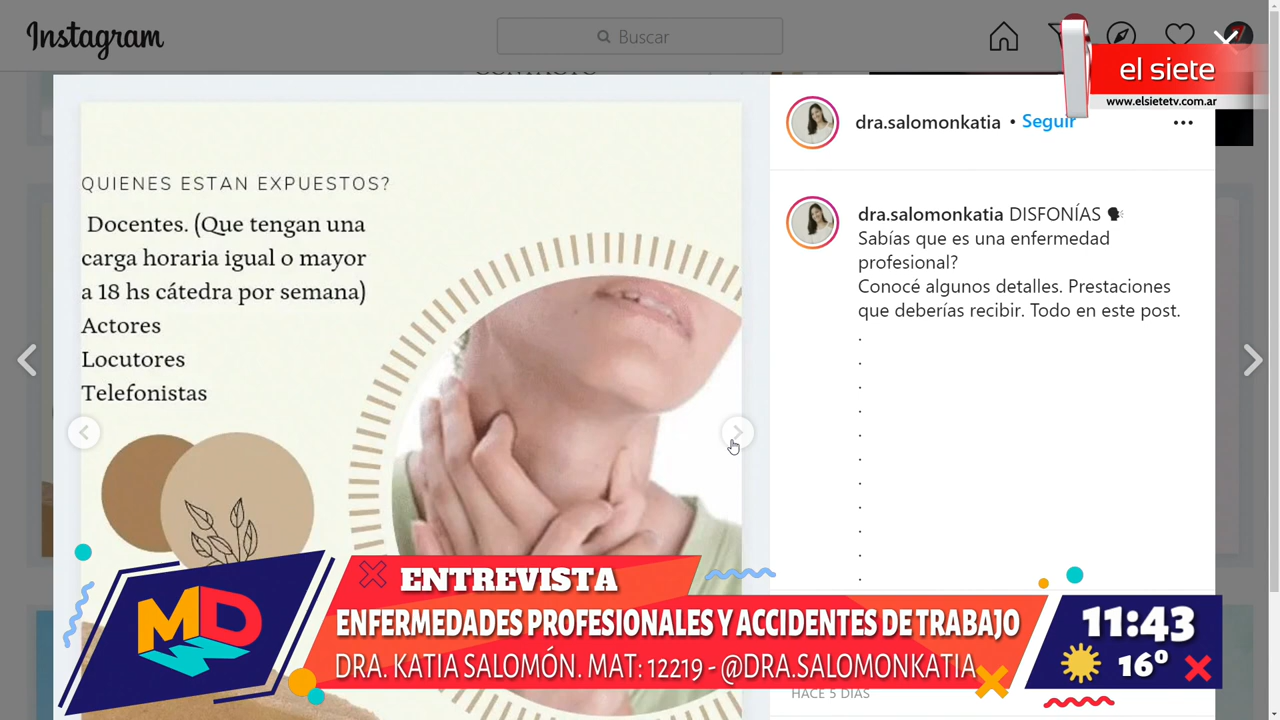 Instagram
Buscar
el siete
www.elsietetv.com.ar
QUIENES ESTAN EXPUESTOS?
Docentes. (Que tengan una
carga horaria igual o mayor
a 18 hs cátedra por semana)
Actores
Locutores
Telefonistas
dra.salomonkatia • Seguir
dra.salomonkatia DISFONÍAS
Sabías que es una enfermedad
profesional?
Conocé algunos detalles. Prestaciones
que deberías recibir. Todo en este post.
.
.
.
.
.
.
.
.
.
.
.
HACE 5 DÍAS
MD
ENTREVISTA
ENFERMEDADES PROFESIONALES Y ACCIDENTES DE TRABAJO
DRA. KATIA SALOMÓN. MAT: 12219 - @DRA.SALOMONKATIA
11:43
16º